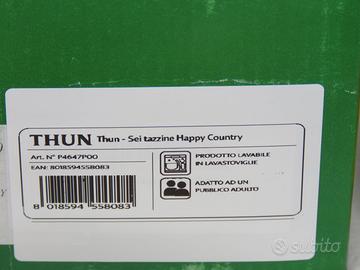 THUN Thun - Sei tazzine Happy Country
Art. N° P4647P00
EAN: 8018594558083
PRODOTTO LAVABILE
IN LAVASTOVIGLIE
ADATTO AD UN
PUBBLICO ADULTO
8 018594 558083
subito